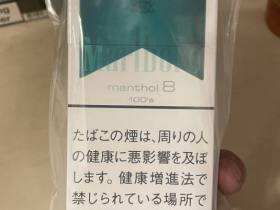 Marlboro
menthol 8
100's
たばこの煙は、周りの人
の健康に悪影響を及ぼ
します。健康増進法で
禁じられている場所で